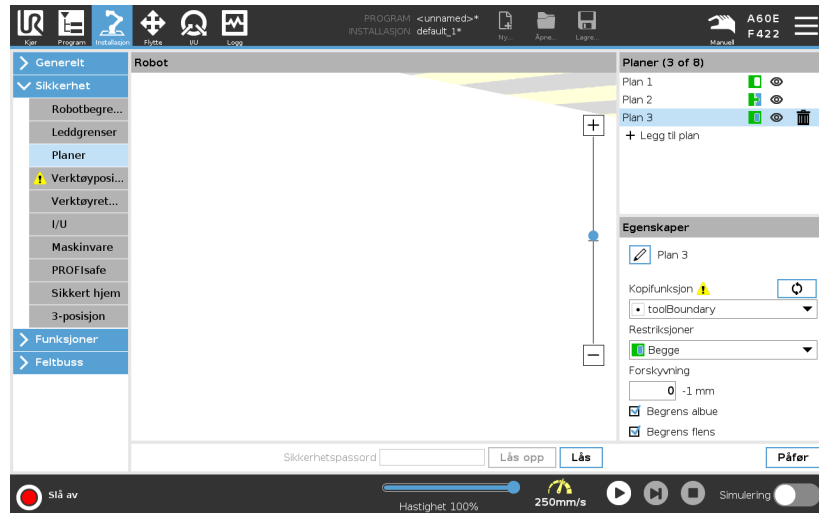 PROGRAM <unnamed>*
INSTALLASJON default_1*
Kjør Program Installasjon Flytte I/U Logg Ny... Åpne... Lagre... Manuell
A60E
F422
Generelt
Sikkerhet
Robotbegre...
Leddgrenser
Planer
Verktøyposi...
Verktøyret...
I/U
Maskinvare
PROFIsafe
Sikkert hjem
3-posisjon
Funksjoner
Feltbuss
Robot
Planer (3 of 8)
Plan 1
Plan 2
Plan 3
+ Legg til plan
Egenskaper
Plan 3
Kopifunksjon
toolBoundary
Restriksjoner
Begge
Forskyvning
0 -1 mm
Begrens albue
Begrens flens
Sikkerhetspassord Lås opp Lås Påfør
Slå av
Hastighet 100%
250mm/s
Simulering